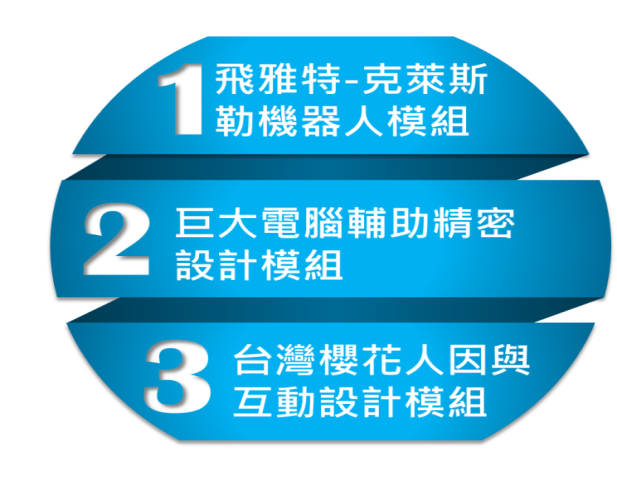 1
飛雅特-克萊斯
勒機器人模組
2
巨大電腦輔助精密
設計模組
3
台灣櫻花人因與
互動設計模組